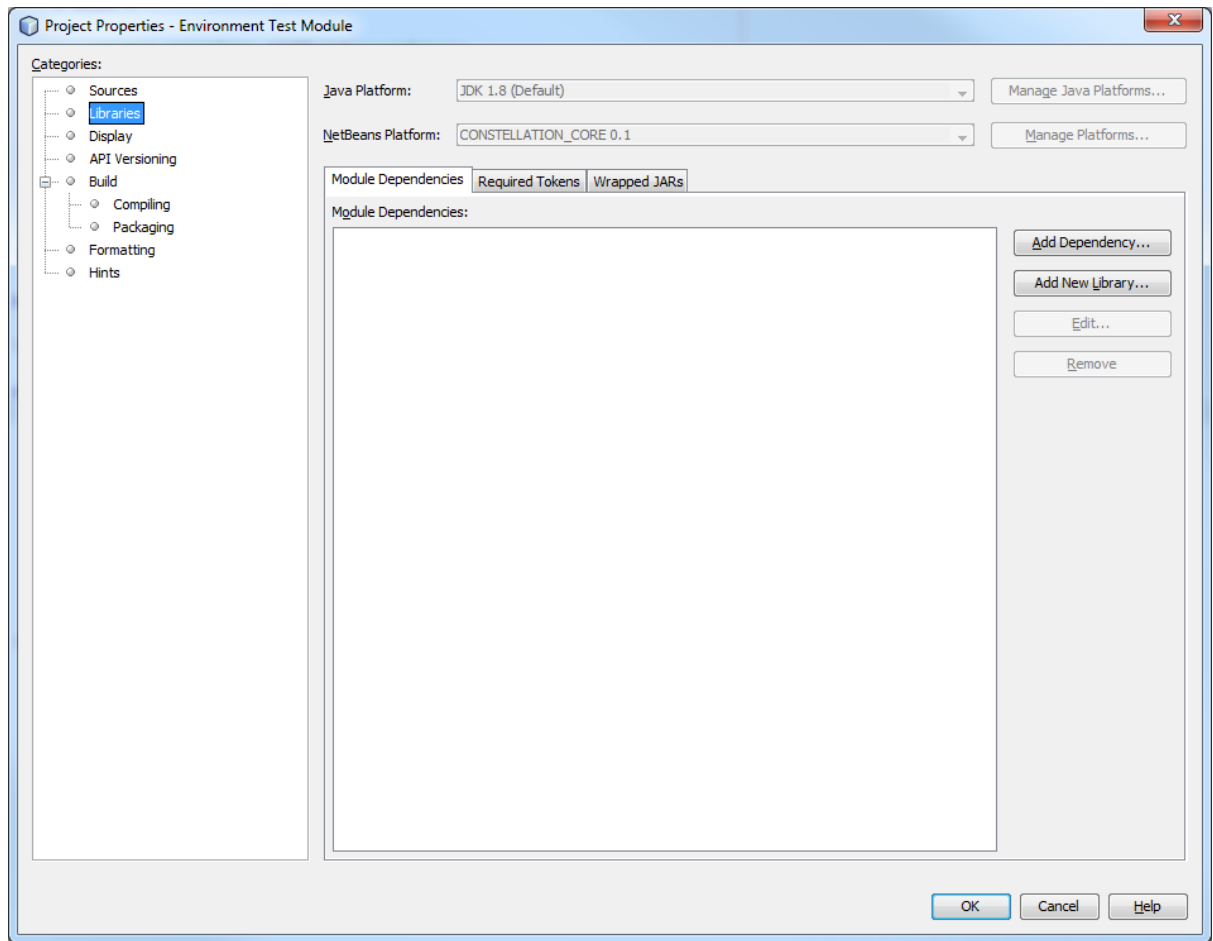 Project Properties - Environment Test Module
Categories:
Sources
Libraries
Display
API Versioning
Build
Compiling
Packaging
Formatting
Hints
Java Platform: JDK 1.8 (Default) Manage Java Platforms...
NetBeans Platform: CONSTELLATION_CORE 0.1 Manage Platforms...
Module Dependencies Required Tokens Wrapped JARs
Module Dependencies:
Add Dependency...
Add New Library...
Edit...
Remove
OK Cancel Help